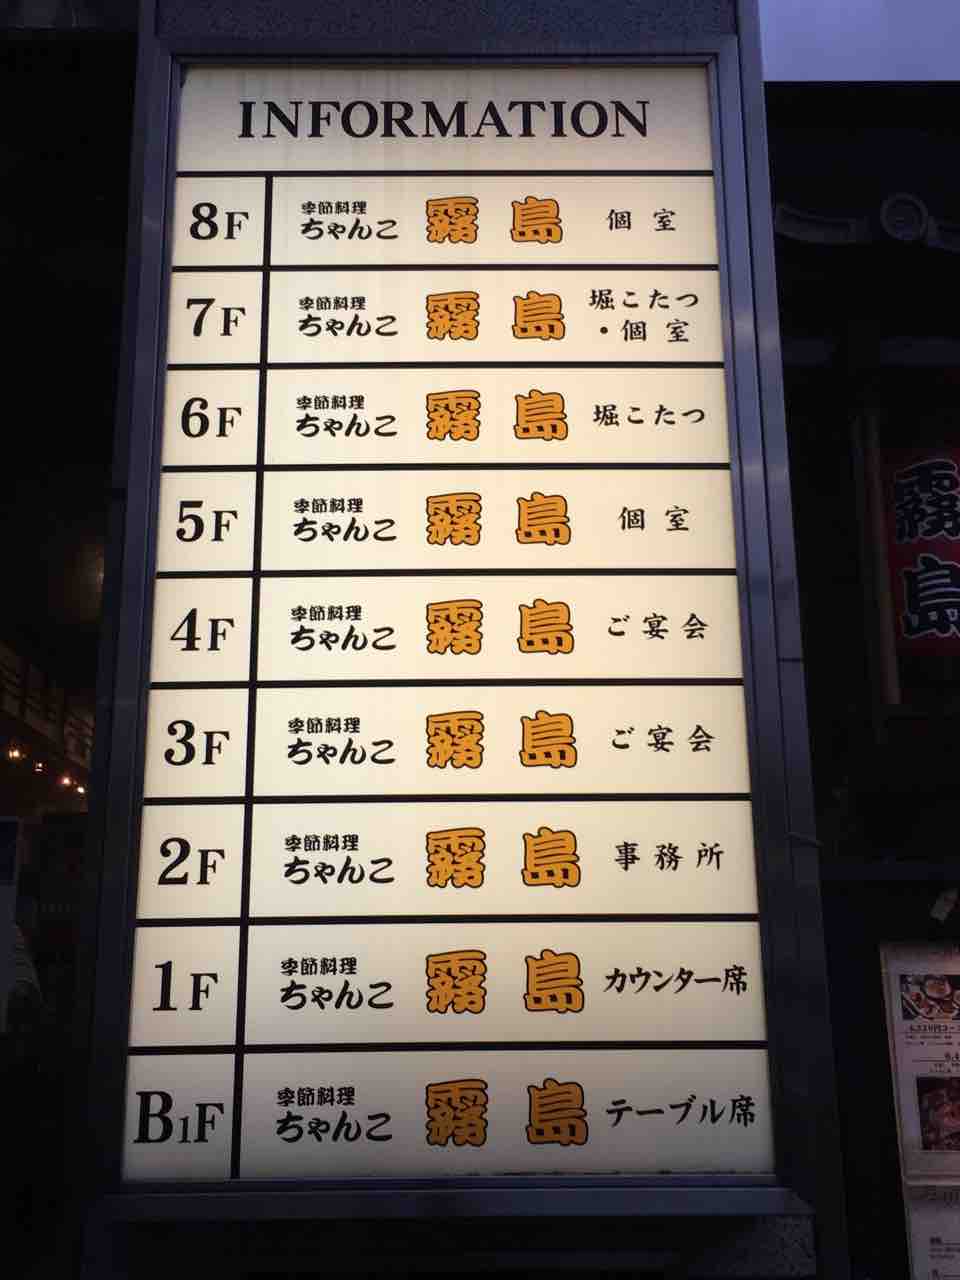 INFORMATION
8F 季節料理 ちゃんこ 霧島 個室
7F 季節料理 ちゃんこ 霧島 堀こたつ・個室
6F 季節料理 ちゃんこ 霧島 堀こたつ
5F 季節料理 ちゃんこ 霧島 個室
4F 季節料理 ちゃんこ 霧島 ご宴会
3F 季節料理 ちゃんこ 霧島 ご宴会
2F 季節料理 ちゃんこ 霧島 事務所
1F 季節料理 ちゃんこ 霧島 カウンター席
B1F 季節料理 ちゃんこ 霧島 テーブル席
霧島